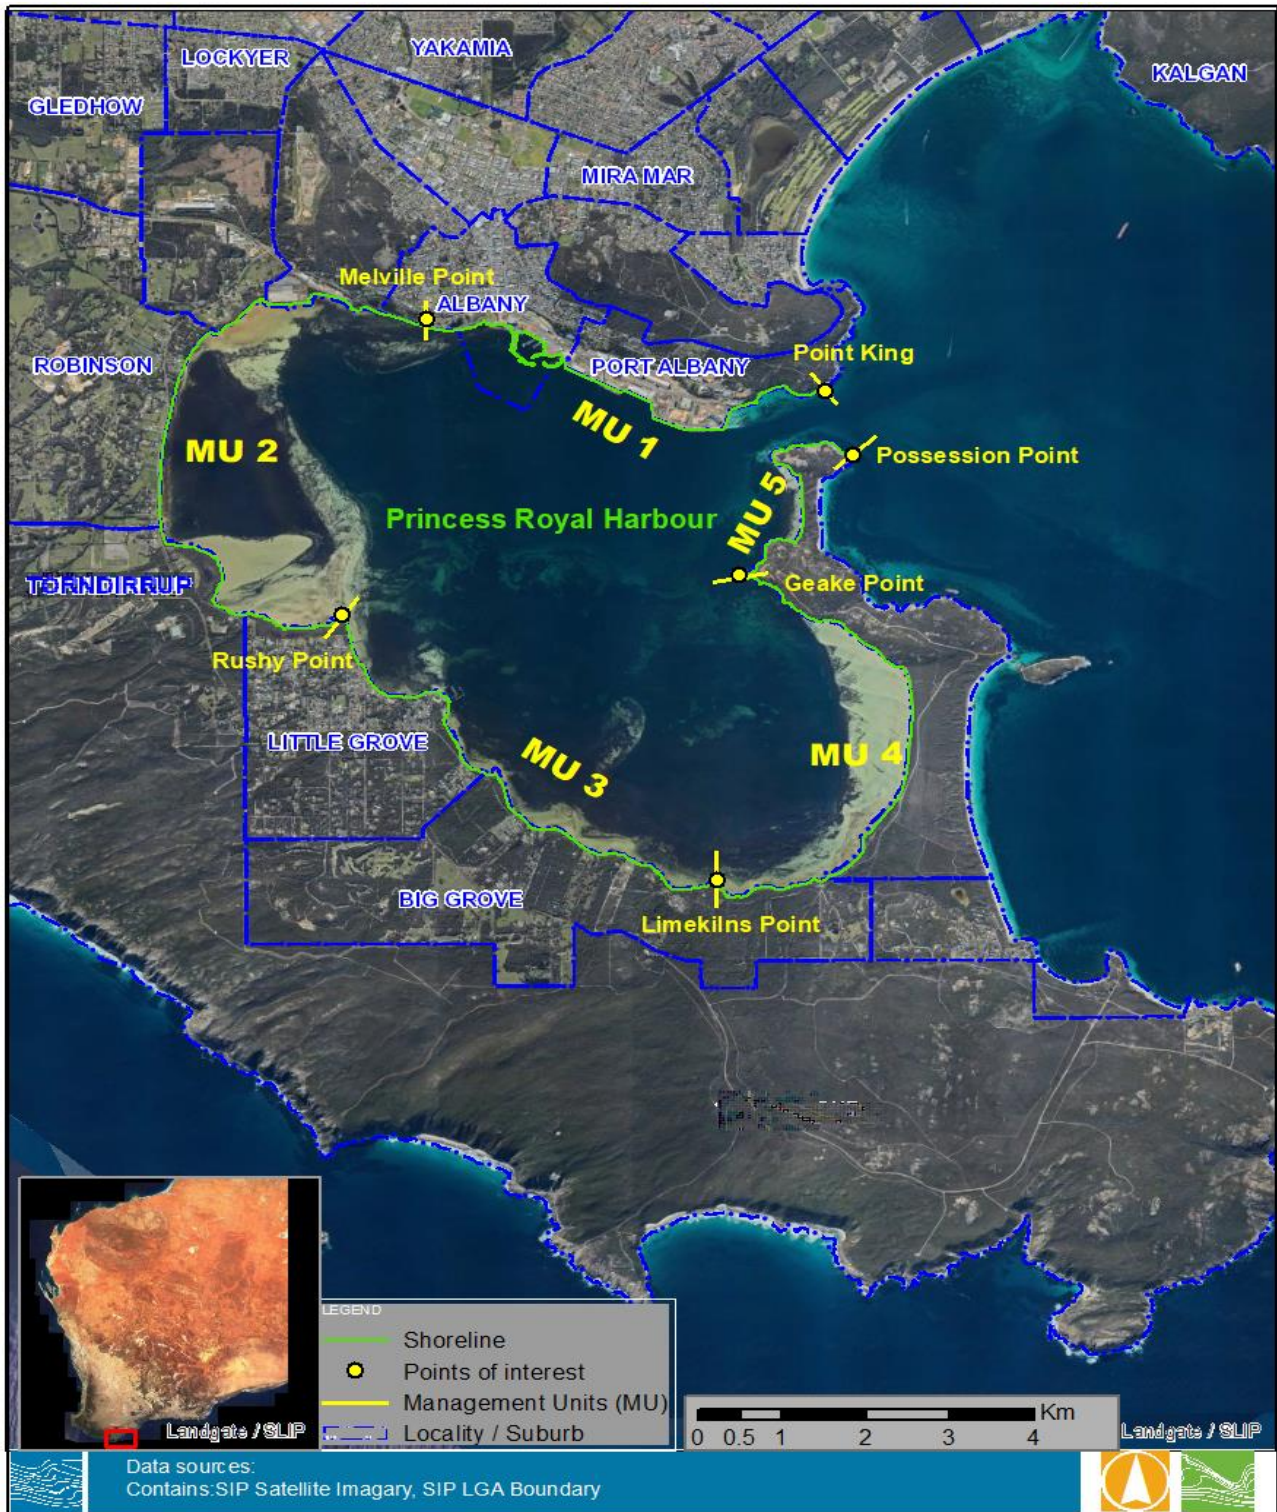 LOCKYER
YAKAMIA
KALGAN
GLEDHOW
MIRA MAR
Melville Point
ALBANY
ROBINSON
PORT ALBANY
Point King
MU 1
MU 2
Possession Point
MU 5
Princess Royal Harbour
TORNDIRRUP
Geake Point
Rushy Point
LITTLE GROVE
MU 3
MU 4
BIG GROVE
Limekilns Point
LEGEND
Shoreline
Points of interest
Management Units (MU)
Locality / Suburb
Landgate / SLIP
Km
0 0.5 1 2 3 4
Landgate / SLIP
Data sources:
Contains:SIP Satellite Imagary, SIP LGA Boundary